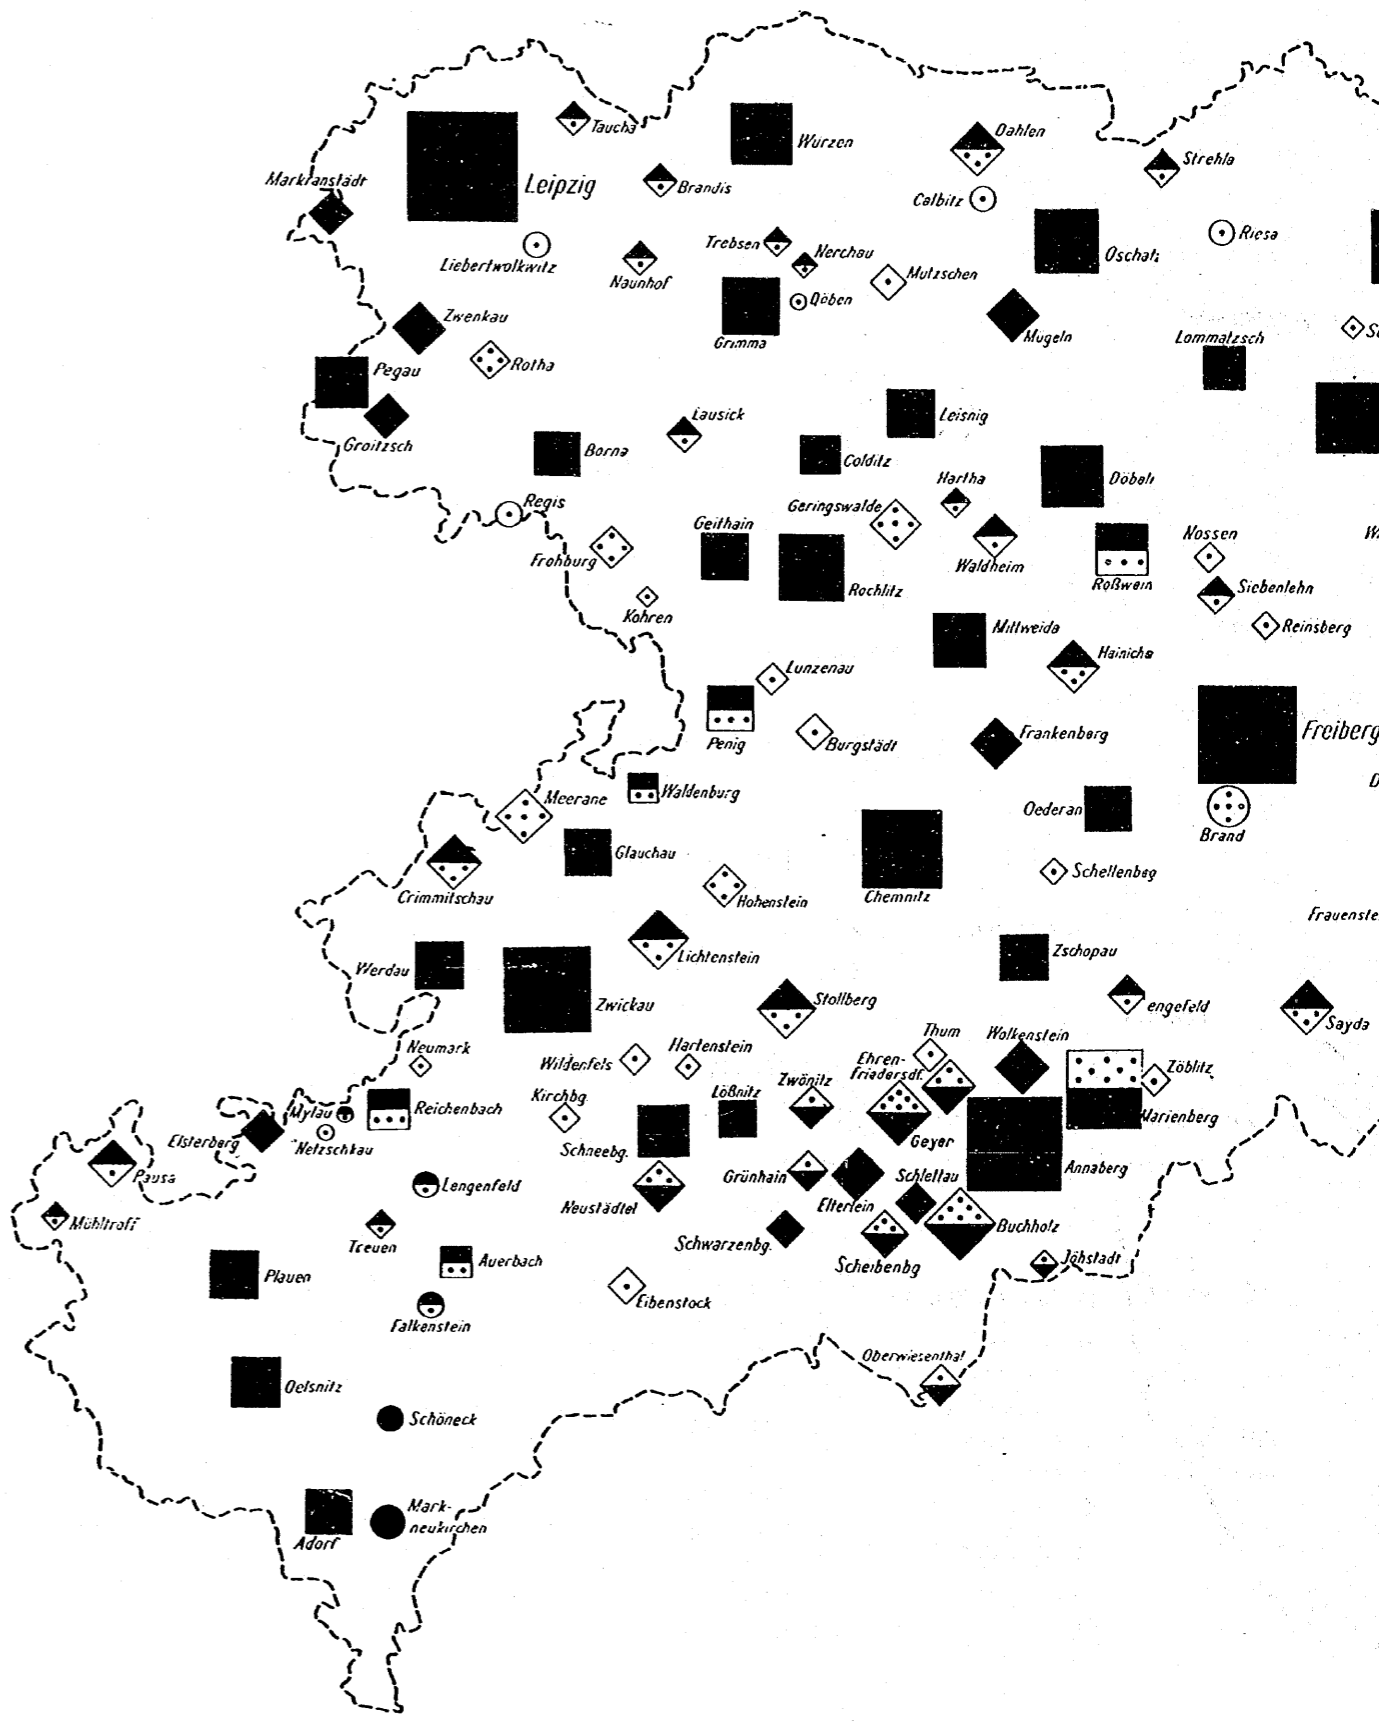 Taucha
Wurzen
Dahlen
Strehla
Markranstädt
Leipzig
Brandis
Calbitz
Riesa
Liebertwolkwitz
Naunhof
Trebsen
Nerchau
Mutzschen
Oschatz
Döben
Zwenkau
Grimma
Mügeln
Lommatzsch
Pegau
Rötha
Groitzsch
Lausick
Leisnig
Borna
Colditz
Hartha
Döbeln
Regis
Geringswalde
Geithain
Nossen
Frohburg
Waldheim
Roßwein
Rochlitz
Siebenlehn
Kohren
Mittweida
Reinsberg
Hainichen
Lunzenau
Penig
Burgstädt
Frankenberg
Freiberg
Meerane
Waldenburg
Oederan
Brand
Glauchau
Crimmitschau
Hohenstein
Chemnitz
Schellenbg
Frauenste
Werdau
Lichtenstein
Zschopau
Zwickau
Stollberg
engefeld
Sayda
Neumark
Wildenfels
Hartenstein
Thum
Wolkenstein
Ehren-
Friedersdf.
Zöblitz
Zwönitz
Mylau
Reichenbach
Kirchbg.
Lößnitz
Marienberg
Elsterberg
Netzschkau
Schneebg.
Geyer
Annaberg
Pausa
Lengenfeld
Neustädtel
Grünhain
Elterlein
Schlettau
Mühltroff
Treuen
Schwarzenbg.
Scheibenbg
Buchholz
Plauen
Auerbach
Jöhstadt
Eibenstock
Falkenstein
Oberwiesenthal
Oelsnitz
Schöneck
Mark-
neukirchen
Adorf